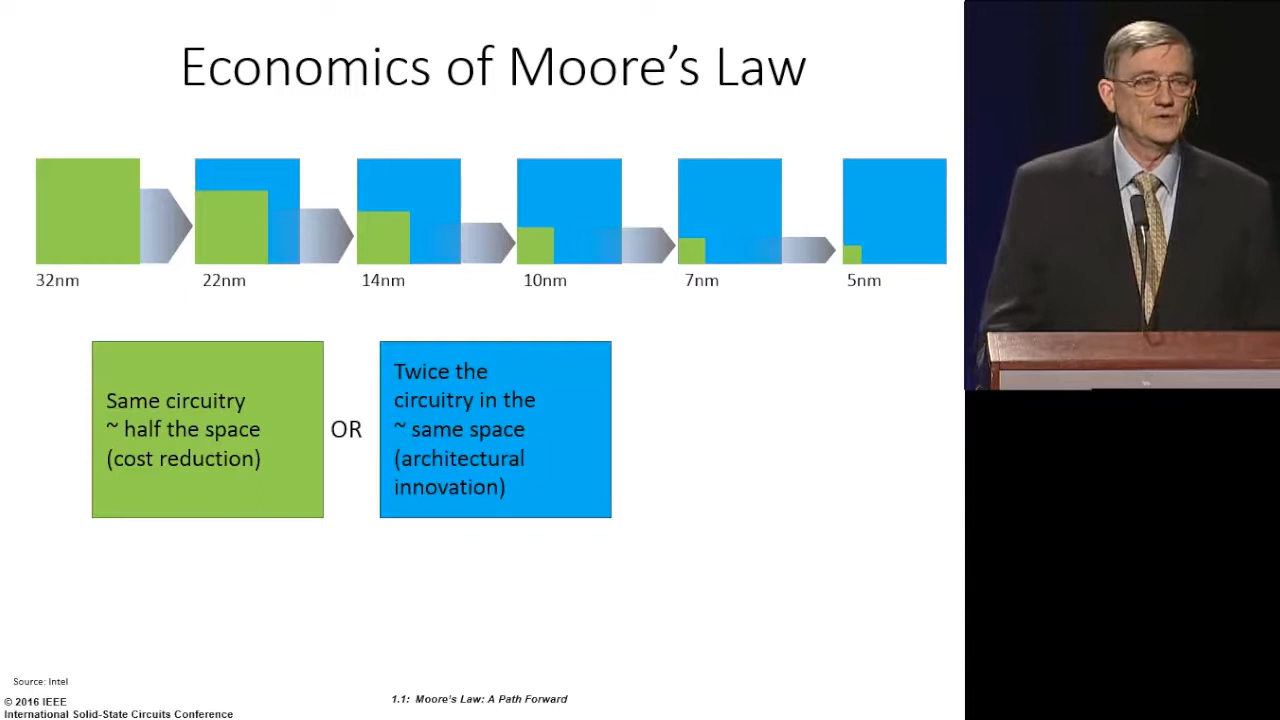 Economics of Moore’s Law
32nm
22nm
14nm
10nm
7nm
5nm
Same circuitry
~ half the space
(cost reduction)
OR
Twice the
circuitry in the
~ same space
(architectural
innovation)
Source: Intel
© 2016 IEEE
International Solid-State Circuits Conference
1.1: Moore’s Law: A Path Forward